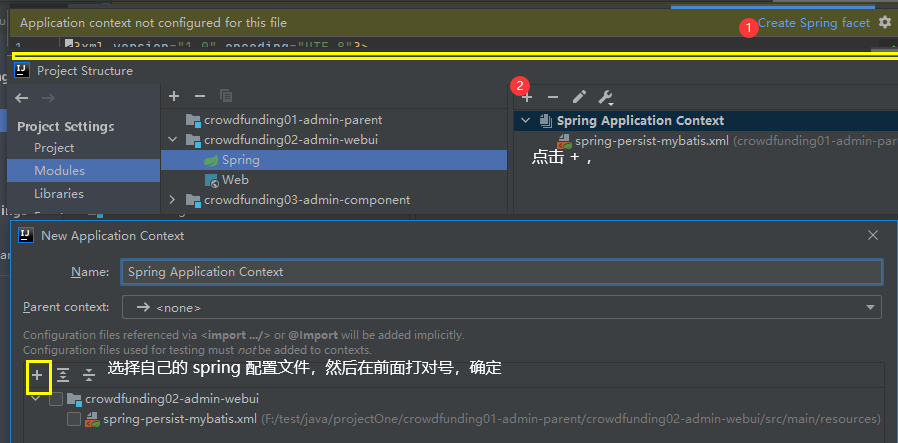 Application context not configured for this file
1 Create Spring facet
1 <?xml version="1.0" encoding="UTF-8"?>
Project Structure
2
Project Settings
Project
Modules
Libraries
crowdfunding01-admin-parent
crowdfunding02-admin-webui
Spring
Web
crowdfunding03-admin-component
Spring Application Context
spring-persist-mybatis.xml (crowdfunding01-admin-par
点击 + ，
New Application Context
Name: Spring Application Context
Parent context: <none>
Configuration files referenced via <import .../> or @Import will be added implicitly.
Configuration files used for testing must not be added to contexts.
选择自己的 spring 配置文件，然后在前面打对号，确定
crowdfunding02-admin-webui
spring-persist-mybatis.xml (F:/test/java/projectOne/crowdfunding01-admin-parent/crowdfunding02-admin-webui/src/main/resources)